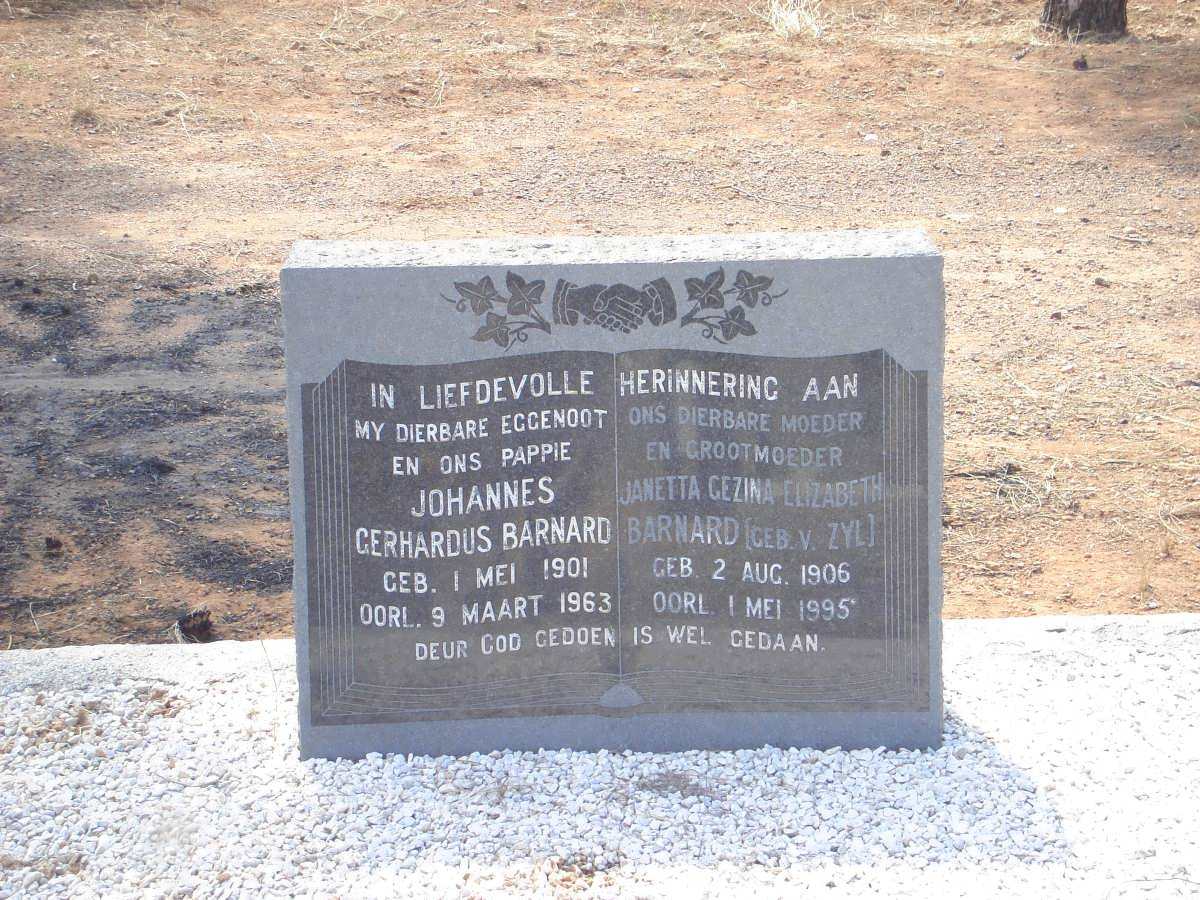 IN LIEFDEVOLLE HERINNERING AAN
MY DIERBARE EGGENOOT
EN ONS PAPPIE
JOHANNES
GERHARDUS BARNARD
GEB. 1 MEI 1901
OORL. 9 MAART 1963
ONS DIERBARE MOEDER
EN GROOTMOEDER
JANETTA GEZINA ELIZABETH
BARNARD [GEB. V. ZYL]
GEB. 2 AUG. 1906
OORL. 1 MEI 1995
DEUR GOD GEDOEN IS WEL GEDAAN.